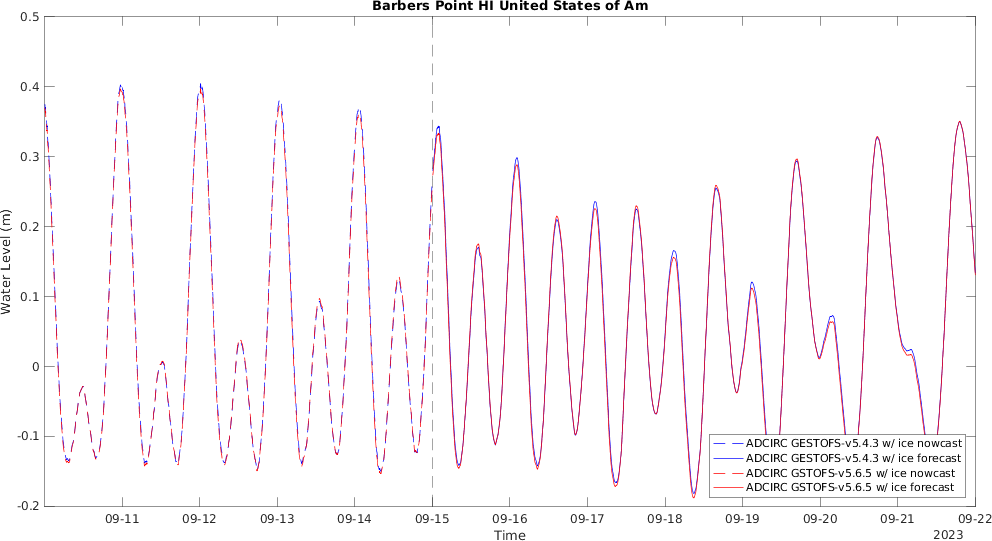 Barbers Point HI United States of Am
0.5
0.4
0.3
0.2
0.1
0
-0.1
-0.2
Water Level (m)
ADCIRC GESTOFS-v5.4.3 w/ ice nowcast
ADCIRC GESTOFS-v5.4.3 w/ ice forecast
ADCIRC GSTOFS-v5.6.5 w/ ice nowcast
ADCIRC GSTOFS-v5.6.5 w/ ice forecast
09-11 09-12 09-13 09-14 09-15 09-16 09-17 09-18 09-19 09-20 09-21 09-22
Time 2023